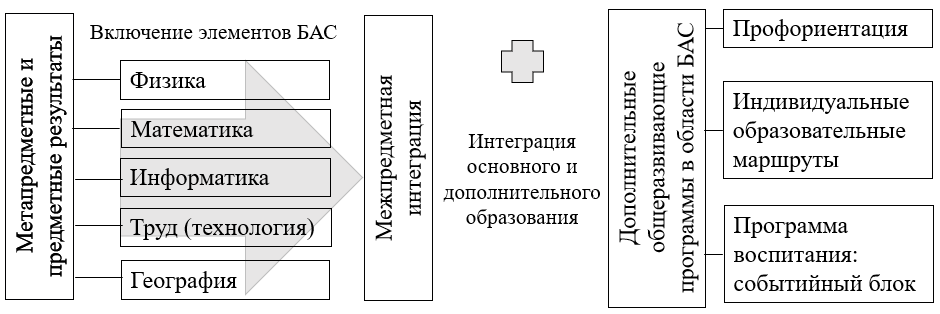 Метапредметные и
предметные результаты
Включение элементов БАС
Физика
Математика
Информатика
Труд (технология)
География
Межпредметная
интеграция
Интеграция
основного и
дополнительного
образования
Дополнительные
общеразвивающие
программы в области БАС
Профориентация
Индивидуальные
образовательные
маршруты
Программа
воспитания:
событийный блок